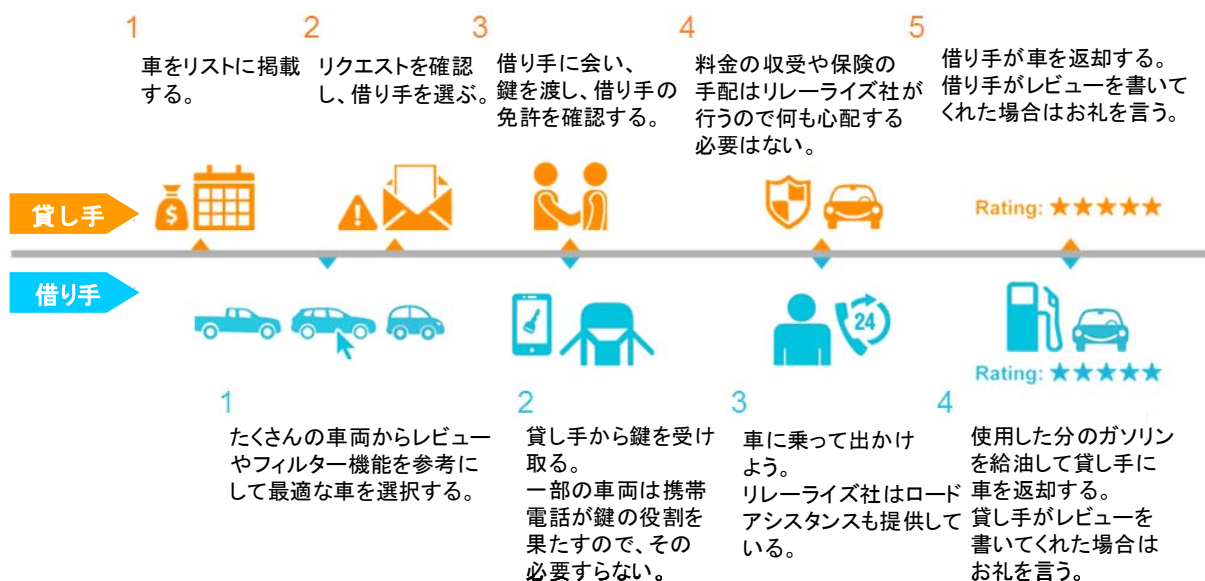 1
車をリストに掲載
する。
2
リクエストを確認
し、借り手を選ぶ。
3
借り手に会い、
鍵を渡し、借り手の
免許を確認する。
4
料金の収受や保険の
手配はリレーライズ社が
行うので何も心配する
必要はない。
5
借り手が車を返却する。
借り手がレビューを書いて
くれた場合はお礼を言う。
貸し手
$
Rating: ★★★★★
借り手
24
Rating: ★★★★★
1
たくさんの車両からレビュー
やフィルター機能を参考に
して最適な車を選択する。
2
貸し手から鍵を受け
取る。
一部の車両は携帯
電話が鍵の役割を
果たすので、その
必要すらない。
3
車に乗って出かけ
よう。
リレーライズ社はロード
アシスタンスも提供して
いる。
4
使用した分のガソリン
を給油して貸し手に
車を返却する。
貸し手がレビューを
書いてくれた場合は
お礼を言う。